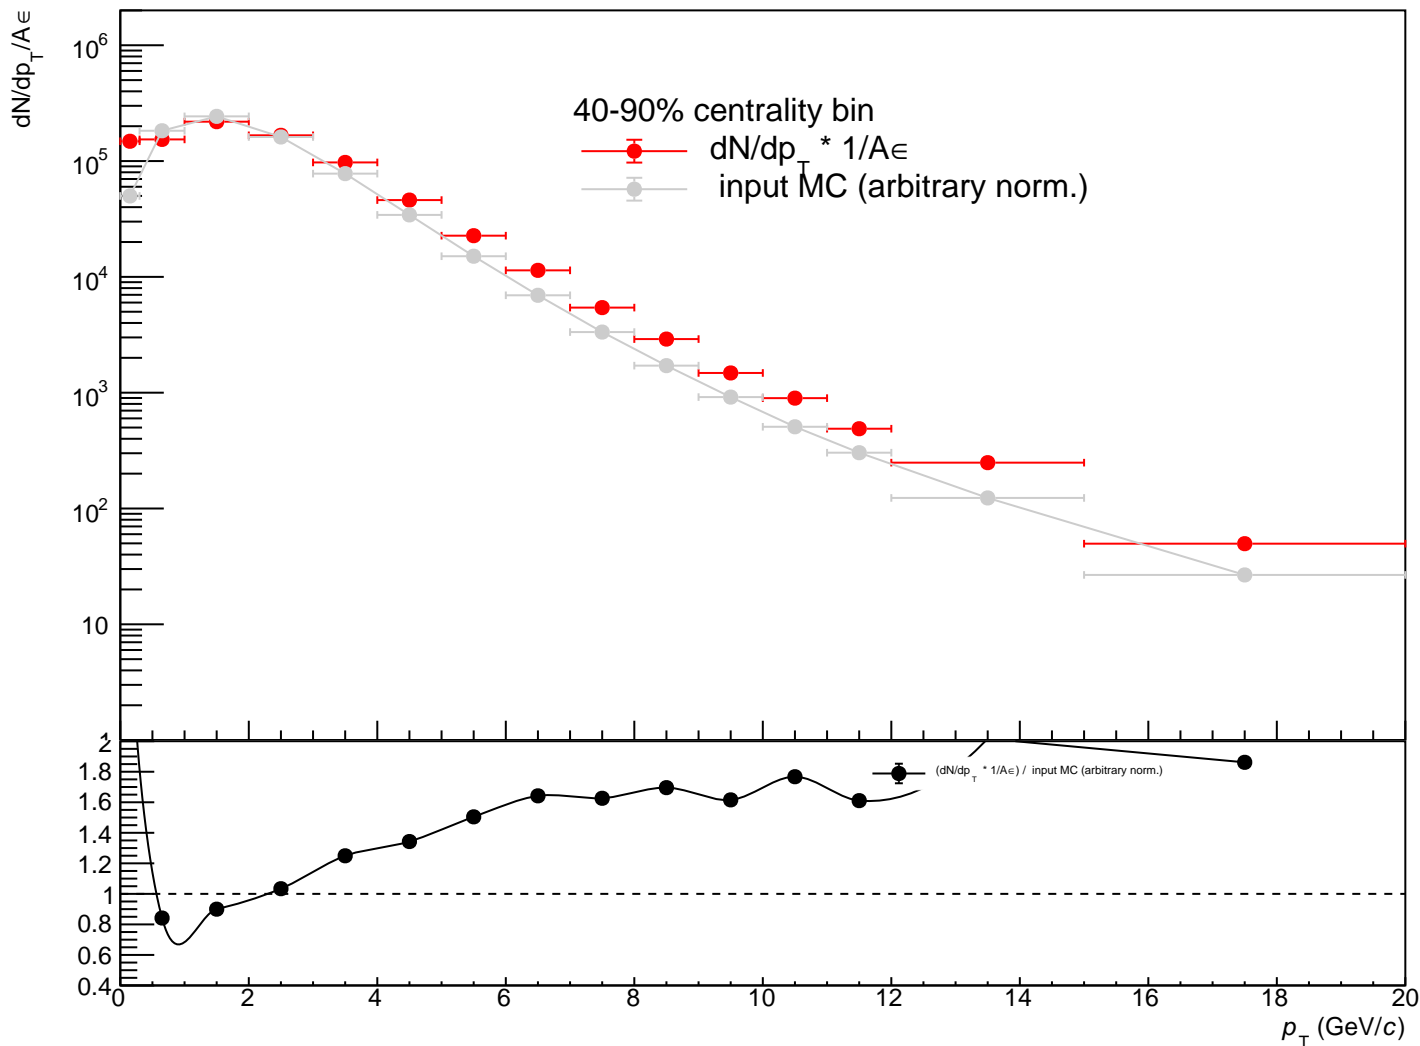 dN/dp_T/A∈
10^6
10^5
10^4
10^3
10^2
10
1
40-90% centrality bin
dN/dp_T * 1/A∈
input MC (arbitrary norm.)
2
1.8
1.6
1.4
1.2
1
0.8
0.6
0.4
(dN/dp_T * 1/A∈) / input MC (arbitrary norm.)
0 2 4 6 8 10 12 14 16 18 20
p_T (GeV/c)